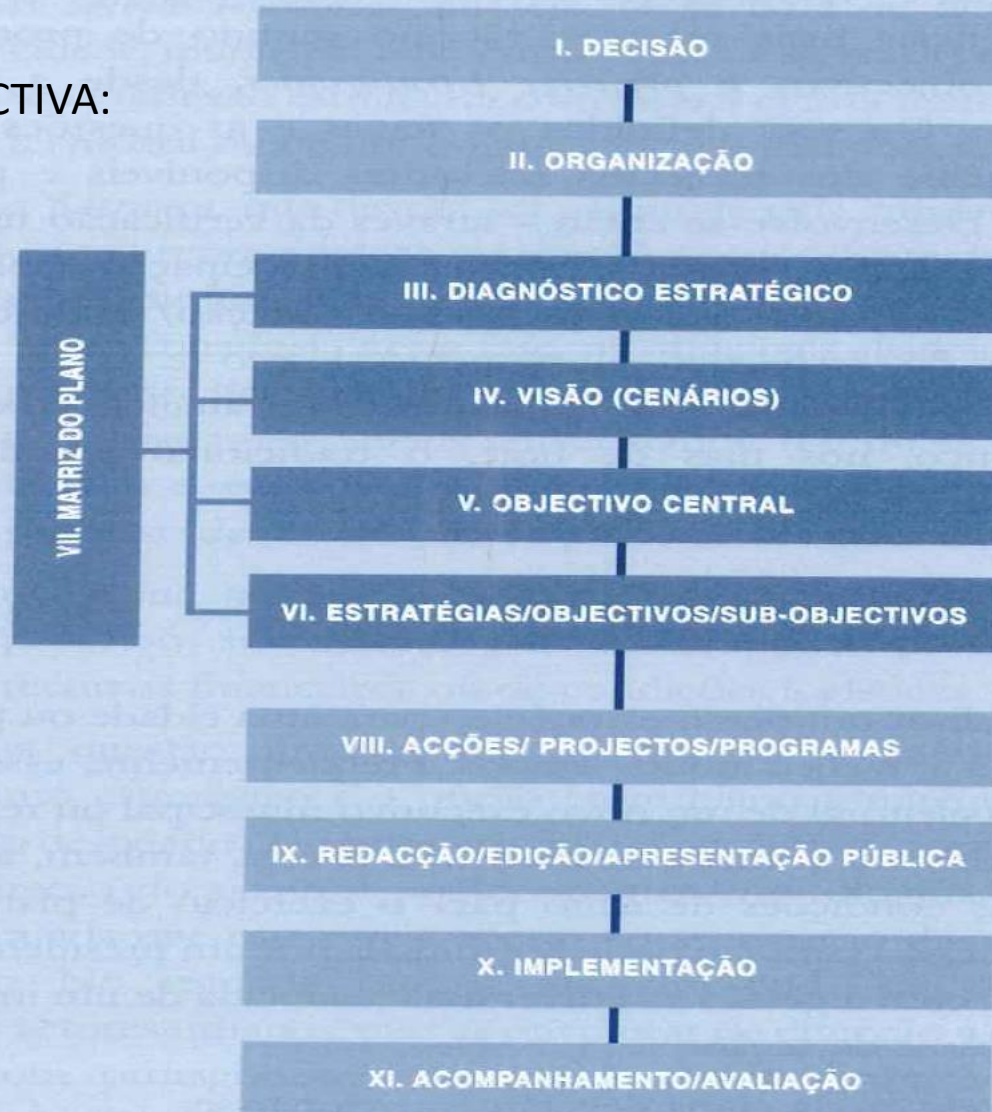 CTIVA:
I. DECISÃO
II. ORGANIZAÇÃO
III. DIAGNÓSTICO ESTRATÉGICO
IV. VISÃO (CENÁRIOS)
V. OBJECTIVO CENTRAL
VI. ESTRATÉGIAS/OBJECTIVOS/SUB-OBJECTIVOS
VII. MATRIZ DO PLANO
VIII. ACÇÕES/ PROJECTOS/PROGRAMAS
IX. REDACÇÃO/EDIÇÃO/APRESENTAÇÃO PÚBLICA
X. IMPLEMENTAÇÃO
XI. ACOMPANHAMENTO/AVALIAÇÃO